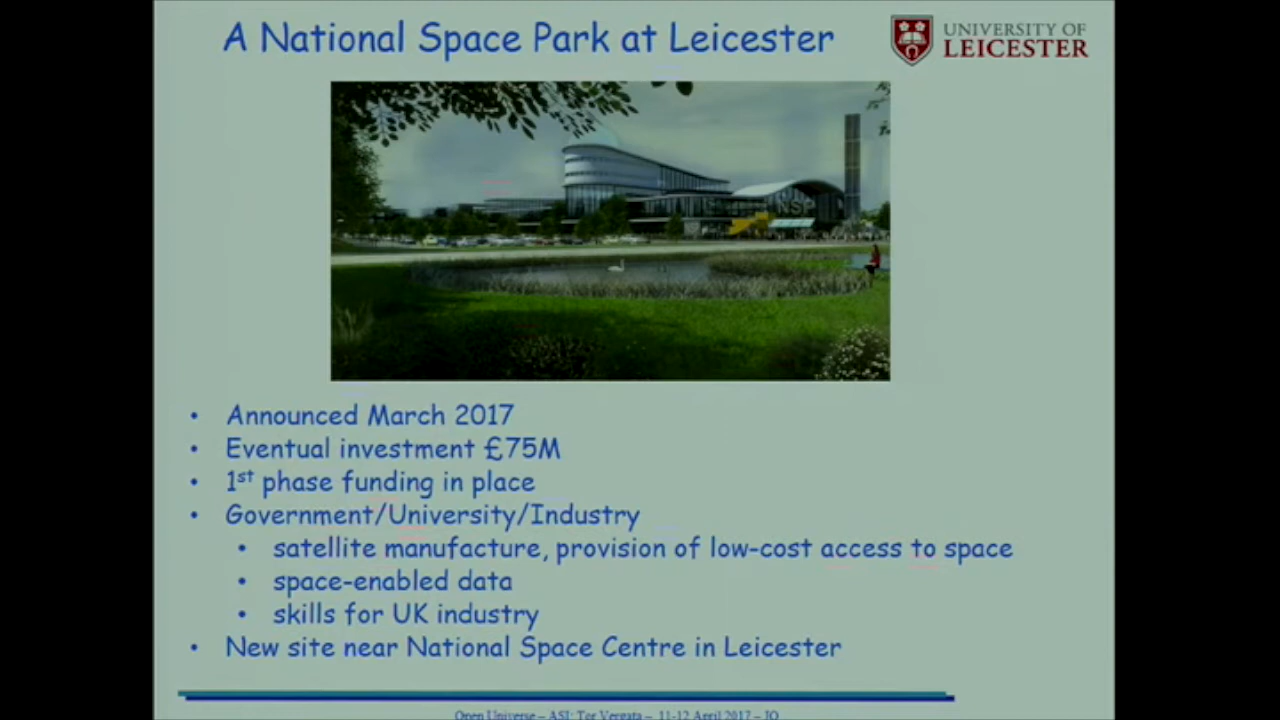 A National Space Park at Leicester
UNIVERSITY OF
LEICESTER
NSP
• Announced March 2017
• Eventual investment £75M
• 1st phase funding in place
• Government/University/Industry
• satellite manufacture, provision of low-cost access to space
• space-enabled data
• skills for UK industry
• New site near National Space Centre in Leicester
Open Universe – ASI: Tor Vergata – 11-12 April 2017 – JO